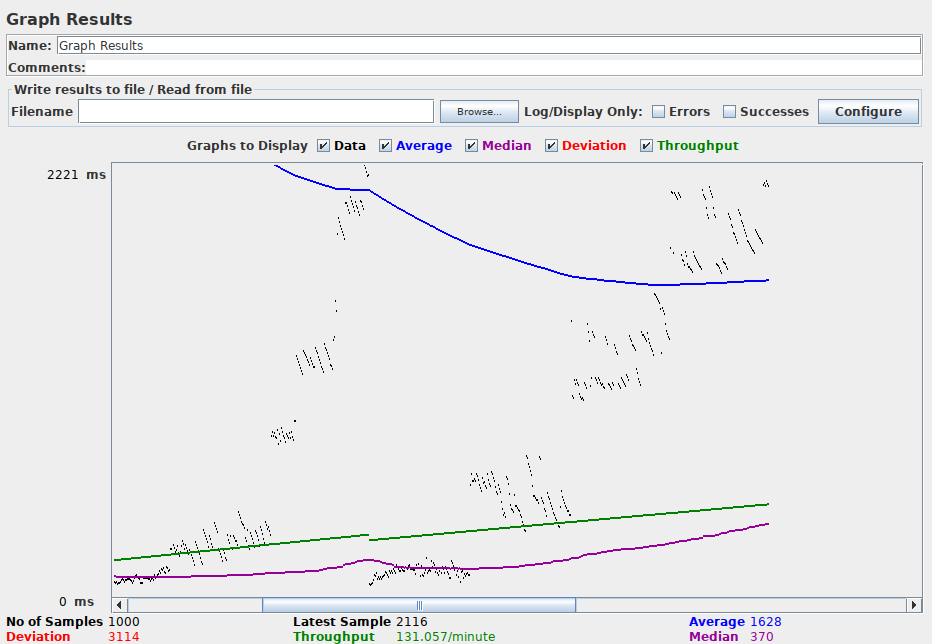 Graph Results
Name: Graph Results
Comments:
Write results to file / Read from file
Filename Browse... Log/Display Only: Errors Successes Configure
Graphs to Display Data Average Median Deviation Throughput
2221 ms
0 ms
No of Samples 1000 Latest Sample 2116 Average 1628
Deviation 3114 Throughput 131.057/minute Median 370